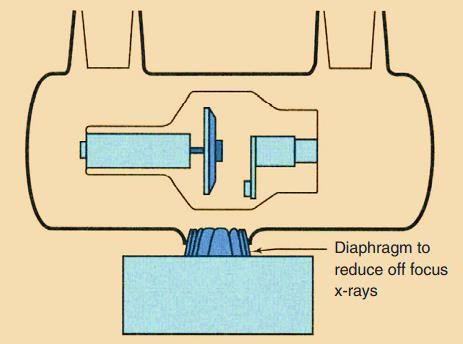 Diaphragm to
reduce off focus
x-rays